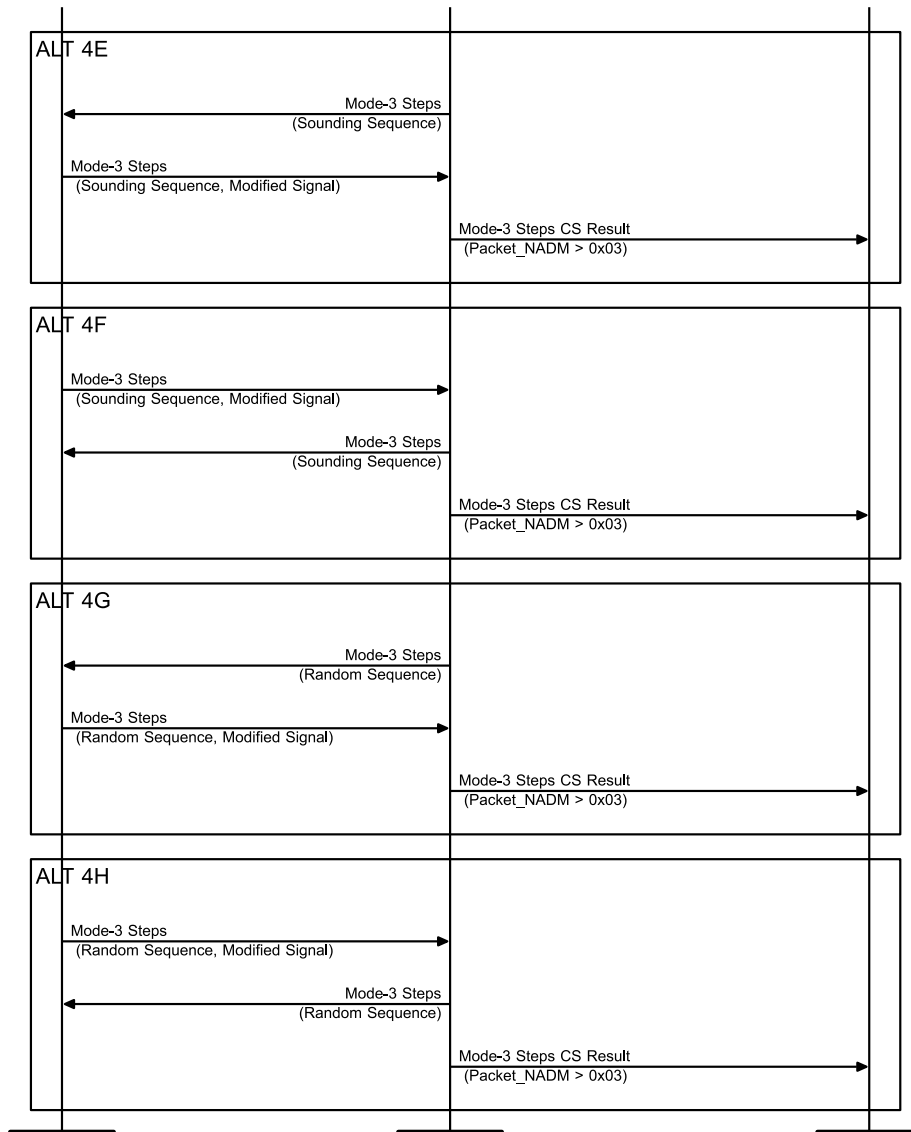 ALT 4E
Mode-3 Steps
(Sounding Sequence)
Mode-3 Steps
(Sounding Sequence, Modified Signal)
Mode-3 Steps CS Result
(Packet_NADM > 0x03)
ALT 4F
Mode-3 Steps
(Sounding Sequence, Modified Signal)
Mode-3 Steps
(Sounding Sequence)
Mode-3 Steps CS Result
(Packet_NADM > 0x03)
ALT 4G
Mode-3 Steps
(Random Sequence)
Mode-3 Steps
(Random Sequence, Modified Signal)
Mode-3 Steps CS Result
(Packet_NADM > 0x03)
ALT 4H
Mode-3 Steps
(Random Sequence, Modified Signal)
Mode-3 Steps
(Random Sequence)
Mode-3 Steps CS Result
(Packet_NADM > 0x03)